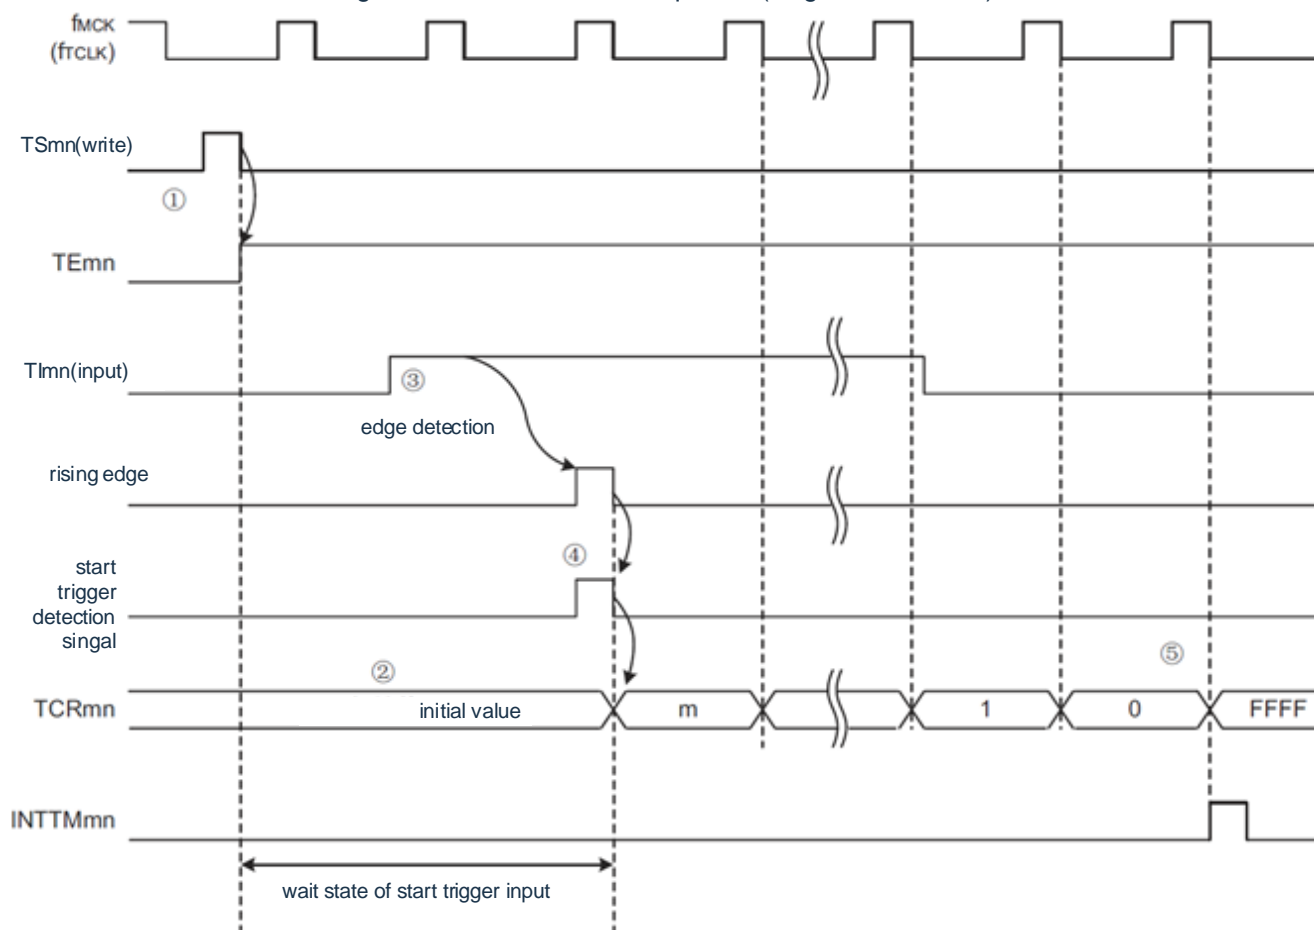 fMCK
(fTCLK)
TSmn(write)
①
TEmn
TImn(input)
③
edge detection
rising edge
④
start
trigger
detection
singal
②
⑤
TCRmn
initial value
m
1
0
FFFF
INTTMmn
wait state of start trigger input